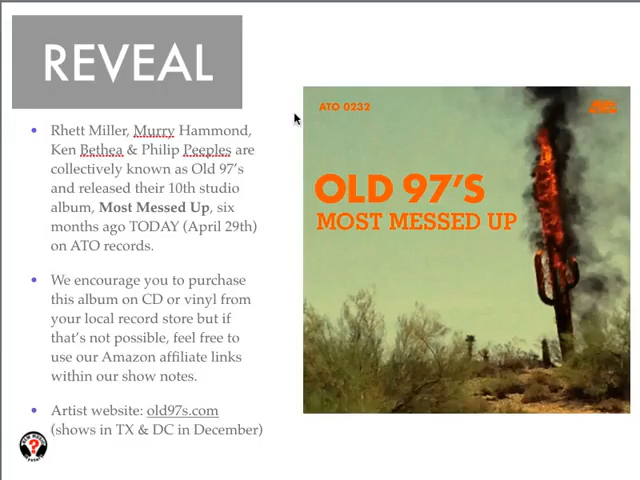 REVEAL
Rhett Miller, Murry Hammond,
Ken Bethea & Philip Peeples are
collectively known as Old 97's
and released their 10th studio
album, Most Messed Up, six
months ago TODAY (April 29th)
on ATO records.
We encourage you to purchase
this album on CD or vinyl from
your local record store but if
that's not possible, feel free to
use our Amazon affiliate links
within our show notes.
Artist website: old97s.com
(shows in TX & DC in December)
ATO 0232
OLD 97'S
MOST MESSED UP